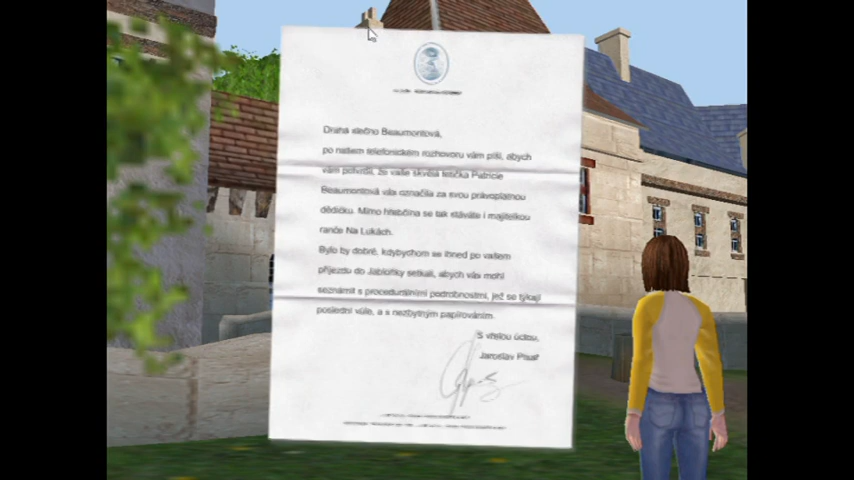 Drahá slečno Beaumontová,
po našem telefonickém rozhovoru vám píši, abych
vám potvrdil, že vaše skvělá tetička Patricie
Beaumontová vás označila za svou právoplatnou
dědičku. Mimo hřebčína se tak stáváte i majitelkou
ranče Na Lukách.
Bylo by dobré, kdybychom se ihned po vašem
příjezdu do Jabloňky setkali, abych vás mohl
seznámit s procedurálními podrobnostmi, jež se týkají
poslední vůle, a s nezbytným papírováním.
S vřelou úctou,
Jaroslav Pisař